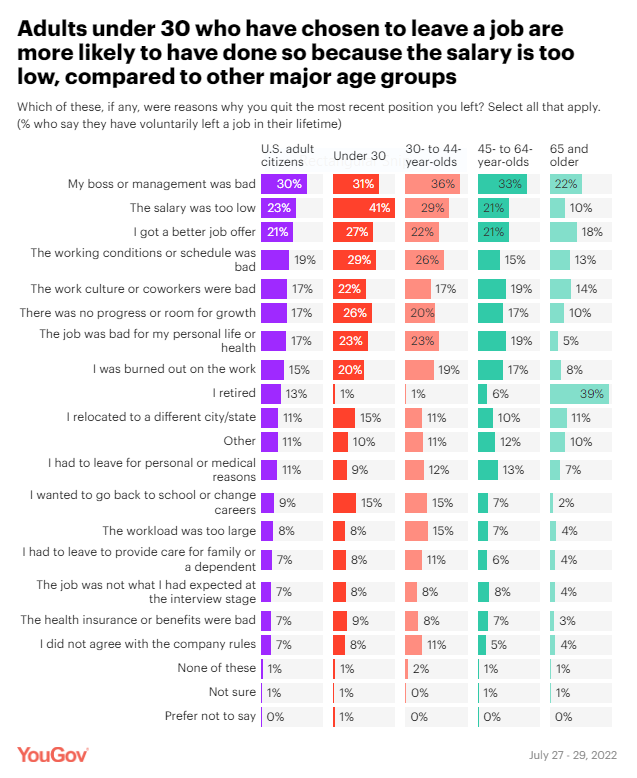 Adults under 30 who have chosen to leave a job are
more likely to have done so because the salary is too
low, compared to other major age groups
Which of these, if any, were reasons why you quit the most recent position you left? Select all that apply.
(% who say they have voluntarily left a job in their lifetime)
U.S. adult citizens Under 30 30- to 44-year-olds 45- to 64-year-olds 65 and older
My boss or management was bad 30% 31% 36% 33% 22%
The salary was too low 23% 41% 29% 21% 10%
I got a better job offer 21% 27% 22% 21% 18%
The working conditions or schedule was
bad 19% 29% 26% 15% 13%
The work culture or coworkers were bad 17% 22% 17% 19% 14%
There was no progress or room for growth 17% 26% 20% 17% 10%
The job was bad for my personal life or
health 17% 23% 23% 19% 5%
I was burned out on the work 15% 20% 19% 17% 8%
I retired 13% 1% 1% 6% 39%
I relocated to a different city/state 11% 15% 11% 10% 11%
Other 11% 10% 11% 12% 10%
I had to leave for personal or medical
reasons 11% 9% 12% 13% 7%
I wanted to go back to school or change
careers 9% 15% 15% 7% 2%
The workload was too large 8% 8% 15% 7% 4%
I had to leave to provide care for family or
a dependent 7% 8% 11% 6% 4%
The job was not what I had expected at
the interview stage 7% 8% 8% 8% 4%
The health insurance or benefits were bad 7% 9% 8% 7% 3%
I did not agree with the company rules 7% 8% 11% 5% 4%
None of these 1% 1% 2% 1% 1%
Not sure 1% 1% 0% 1% 1%
Prefer not to say 0% 1% 0% 0% 0%
YouGov
July 27 - 29, 2022